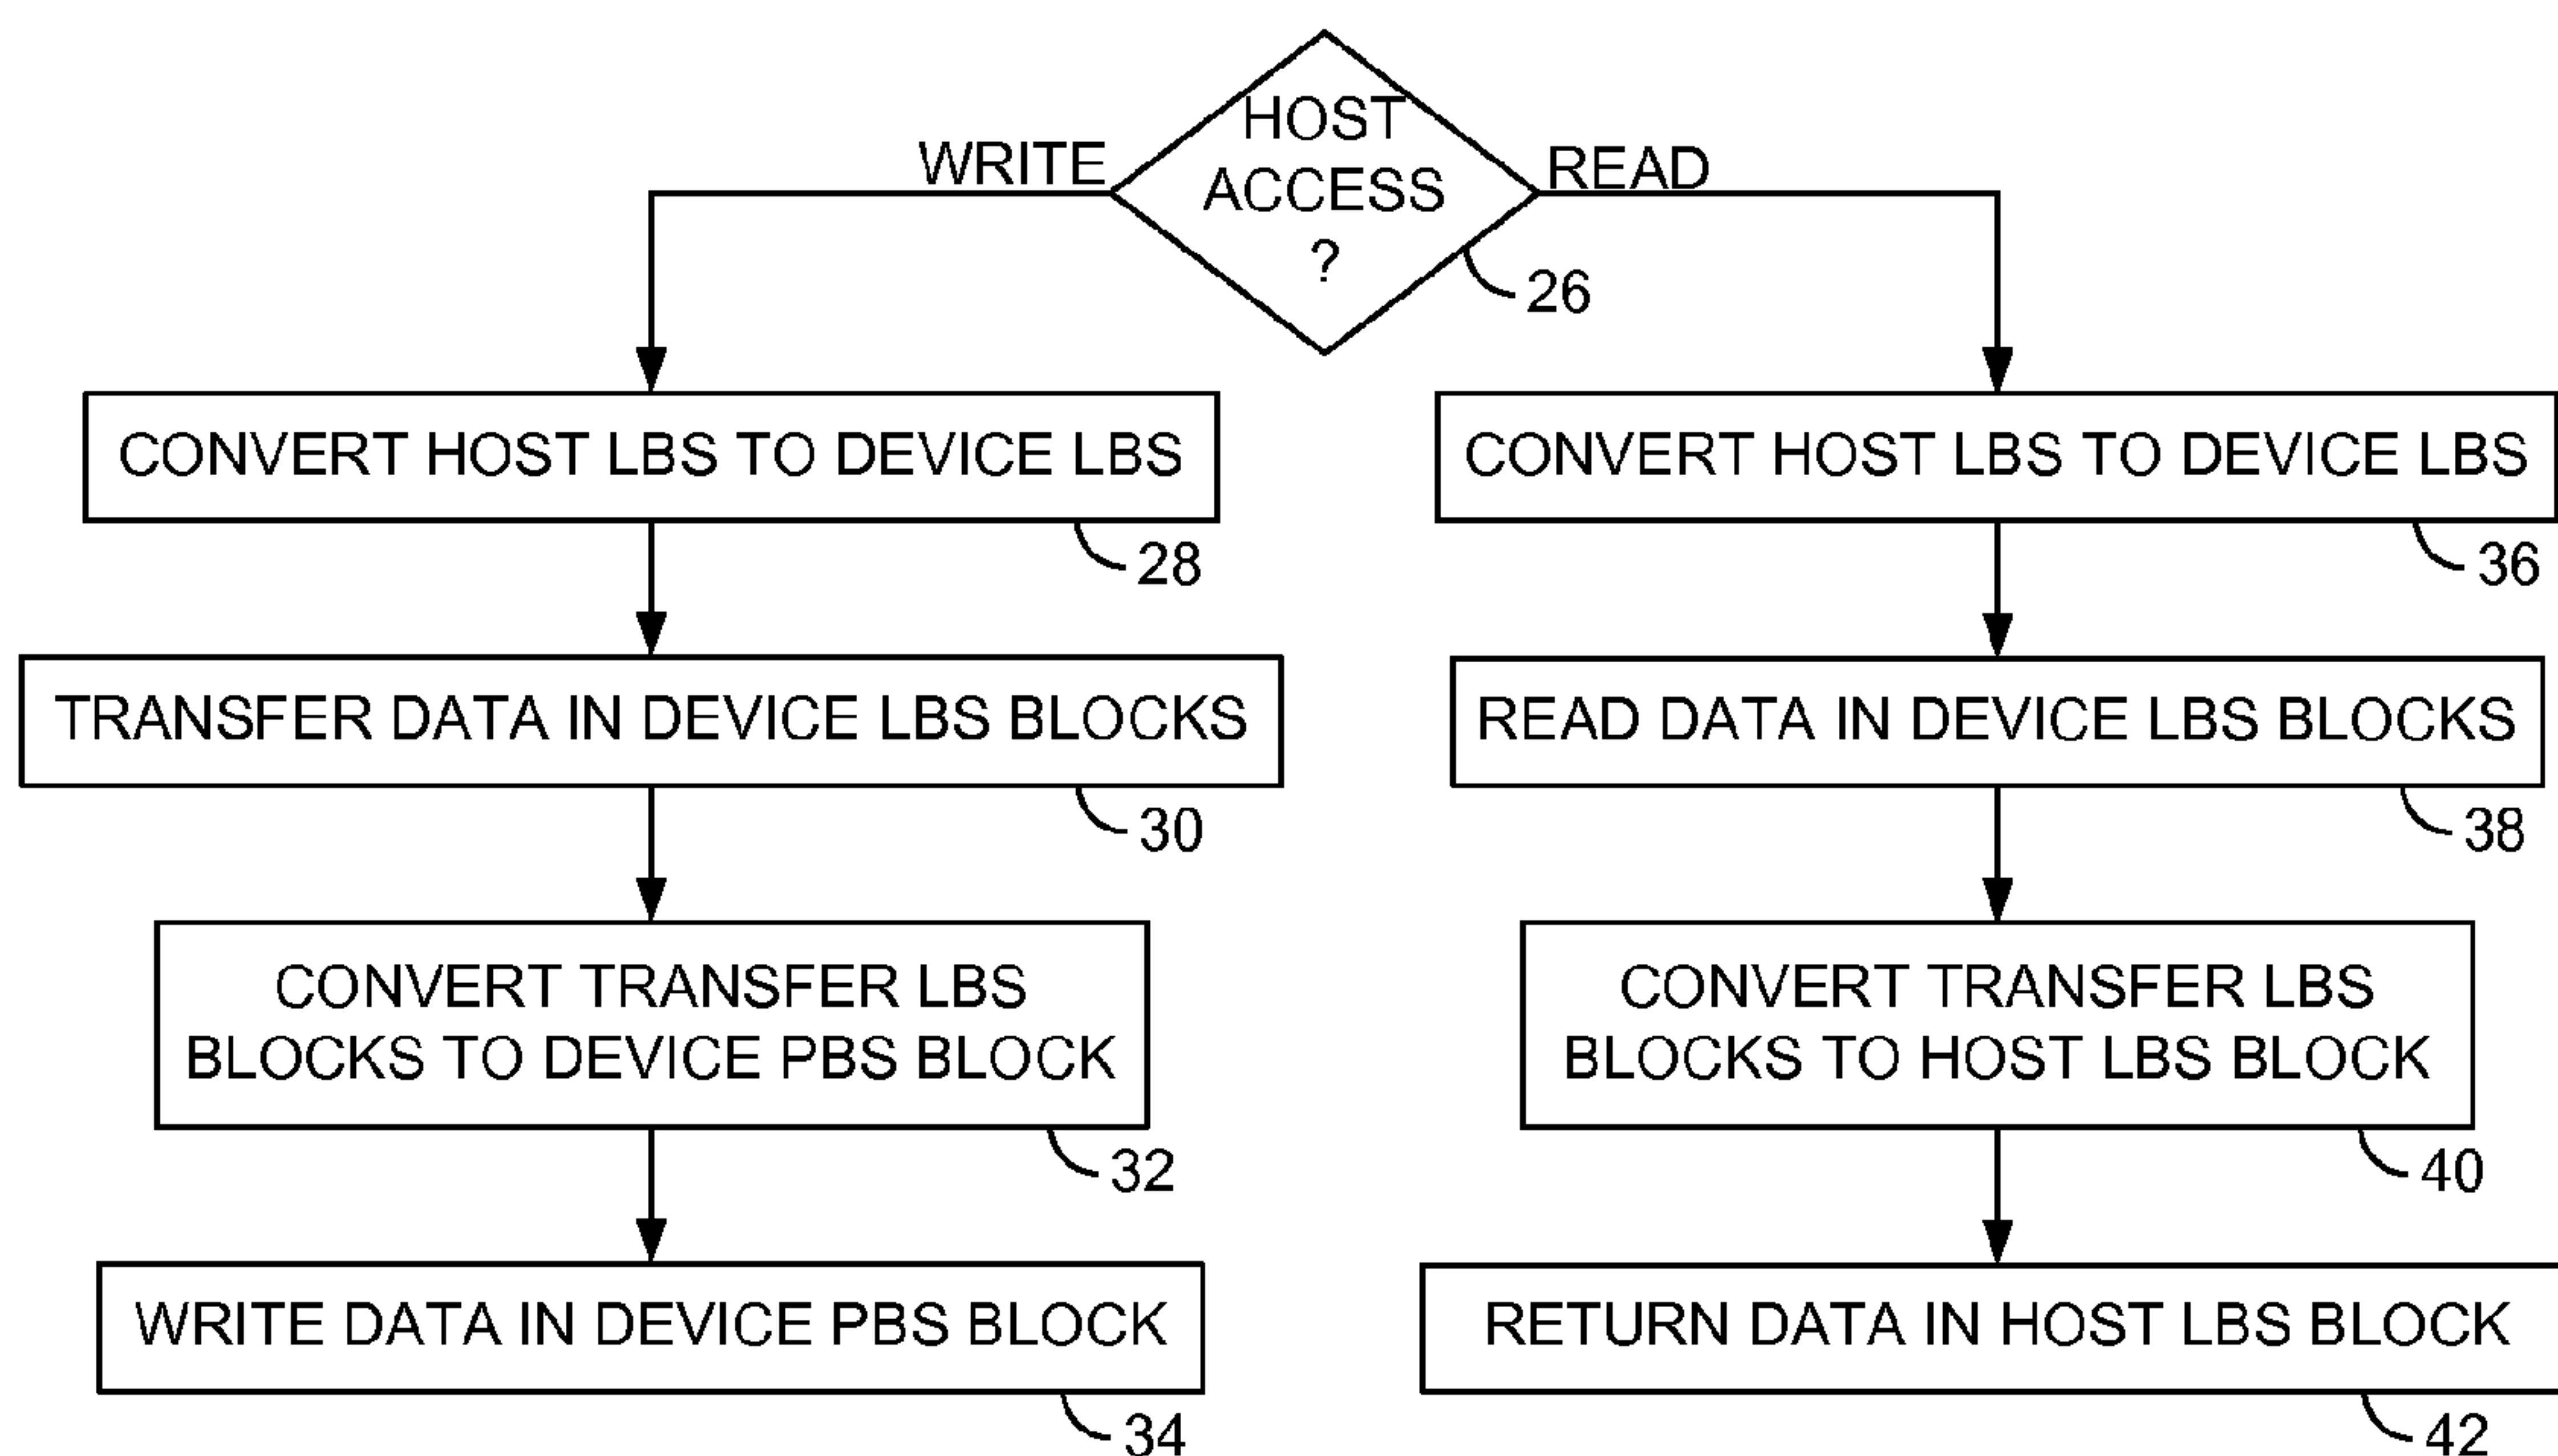 HOST
ACCESS
?
WRITE
READ
26
CONVERT HOST LBS TO DEVICE LBS
28
TRANSFER DATA IN DEVICE LBS BLOCKS
30
CONVERT TRANSFER LBS
BLOCKS TO DEVICE PBS BLOCK
32
WRITE DATA IN DEVICE PBS BLOCK
34
CONVERT HOST LBS TO DEVICE LBS
36
READ DATA IN DEVICE LBS BLOCKS
38
CONVERT TRANSFER LBS
BLOCKS TO HOST LBS BLOCK
40
RETURN DATA IN HOST LBS BLOCK
42